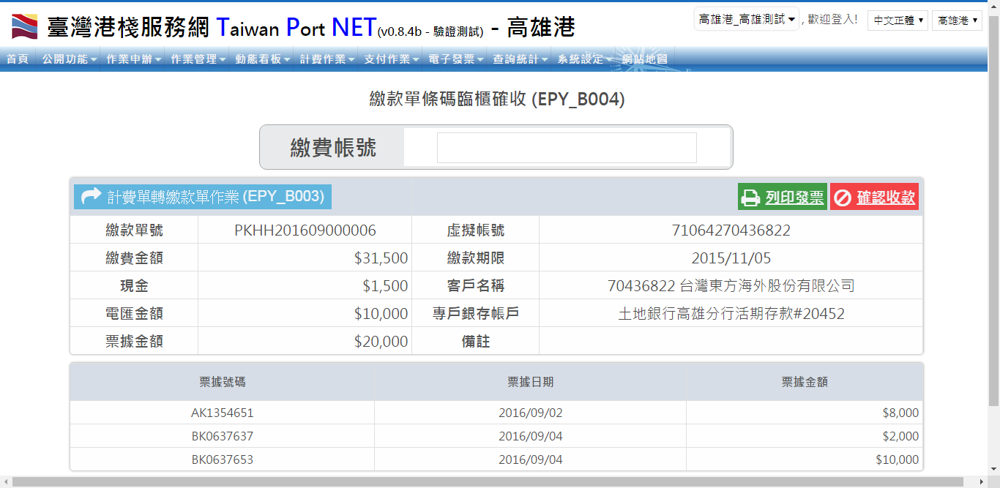 臺灣港棧服務網 Taiwan Port NET(v0.8.4b - 驗證測試) - 高雄港
高雄港_高雄測試 , 歡迎登入! 中文正體 高雄港
首頁 公開功能 作業申辦 作業管理 動態看板 計費作業 支付作業 電子發票 查詢統計 系統設定 網站地圖
繳款單條碼臨櫃確收 (EPY_B004)
繳費帳號
計費單轉繳款單作業 (EPY_B003) 列印發票 確認收款
繳款單號 PKHH201609000006 虛擬帳號 71064270436822
繳費金額 $31,500 繳款期限 2015/11/05
現金 $1,500 客戶名稱 70436822 台灣東方海外股份有限公司
電匯金額 $10,000 專戶銀存帳戶 土地銀行高雄分行活期存款#20452
票據金額 $20,000 備註
票據號碼 票據日期 票據金額
AK1354651 2016/09/02 $8,000
BK0637637 2016/09/04 $2,000
BK0637653 2016/09/04 $10,000